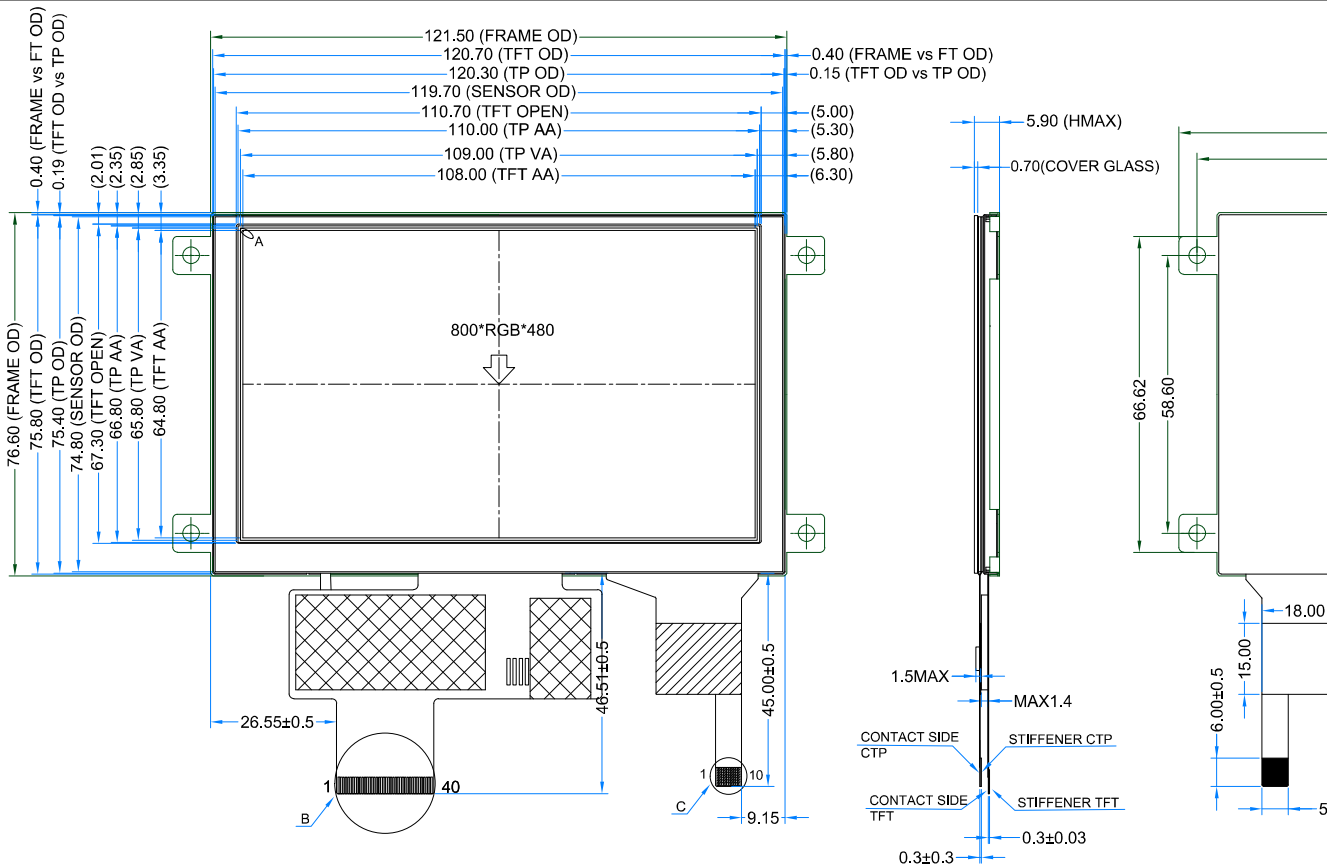 121.50 (FRAME OD)
120.70 (TFT OD)
0.40 (FRAME vs FT OD)
120.30 (TP OD)
0.15 (TFT OD vs TP OD)
119.70 (SENSOR OD)
110.70 (TFT OPEN)
(5.00)
110.00 (TP AA)
(5.30)
109.00 (TP VA)
(5.80)
108.00 (TFT AA)
(6.30)
0.40 (FRAME vs FT OD)
0.19 (TFT OD vs TP OD)
(2.01)
(2.35)
(2.85)
(3.35)
76.60 (FRAME OD)
75.80 (TFT OD)
75.40 (TP OD)
74.80 (SENSOR OD)
67.30 (TFT OPEN)
66.80 (TP AA)
65.80 (TP VA)
64.80 (TFT AA)
A
800*RGB*480
5.90 (HMAX)
0.70(COVER GLASS)
66.62
58.60
46.51±0.5
45.00±0.5
26.55±0.5
1
40
B
1
10
C
9.15
1.5MAX
MAX1.4
CONTACT SIDE
CTP
STIFFENER CTP
CONTACT SIDE
TFT
STIFFENER TFT
0.3±0.03
0.3±0.3
18.00
15.00
6.00±0.5
5